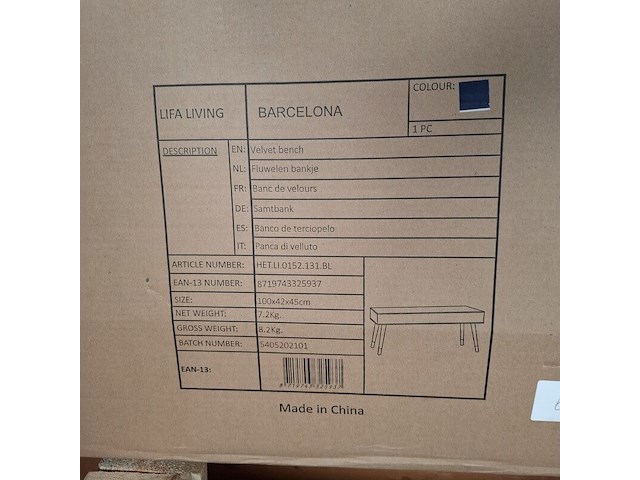 LIFA LIVING BARCELONA COLOUR:
1 PC
DESCRIPTION EN: Velvet bench
NL: Fluwelen bankje
FR: Banc de velours
DE: Samtbank
ES: Banco de terciopelo
IT: Panca di velluto
ARTICLE NUMBER: HET.LI.0152.131.BL
EAN-13 NUMBER: 8719743325937
SIZE: 100x42x45cm
NET WEIGHT: 7.2Kg.
GROSS WEIGHT: 8.2Kg.
BATCH NUMBER: 5405202101
EAN-13:
Made in China